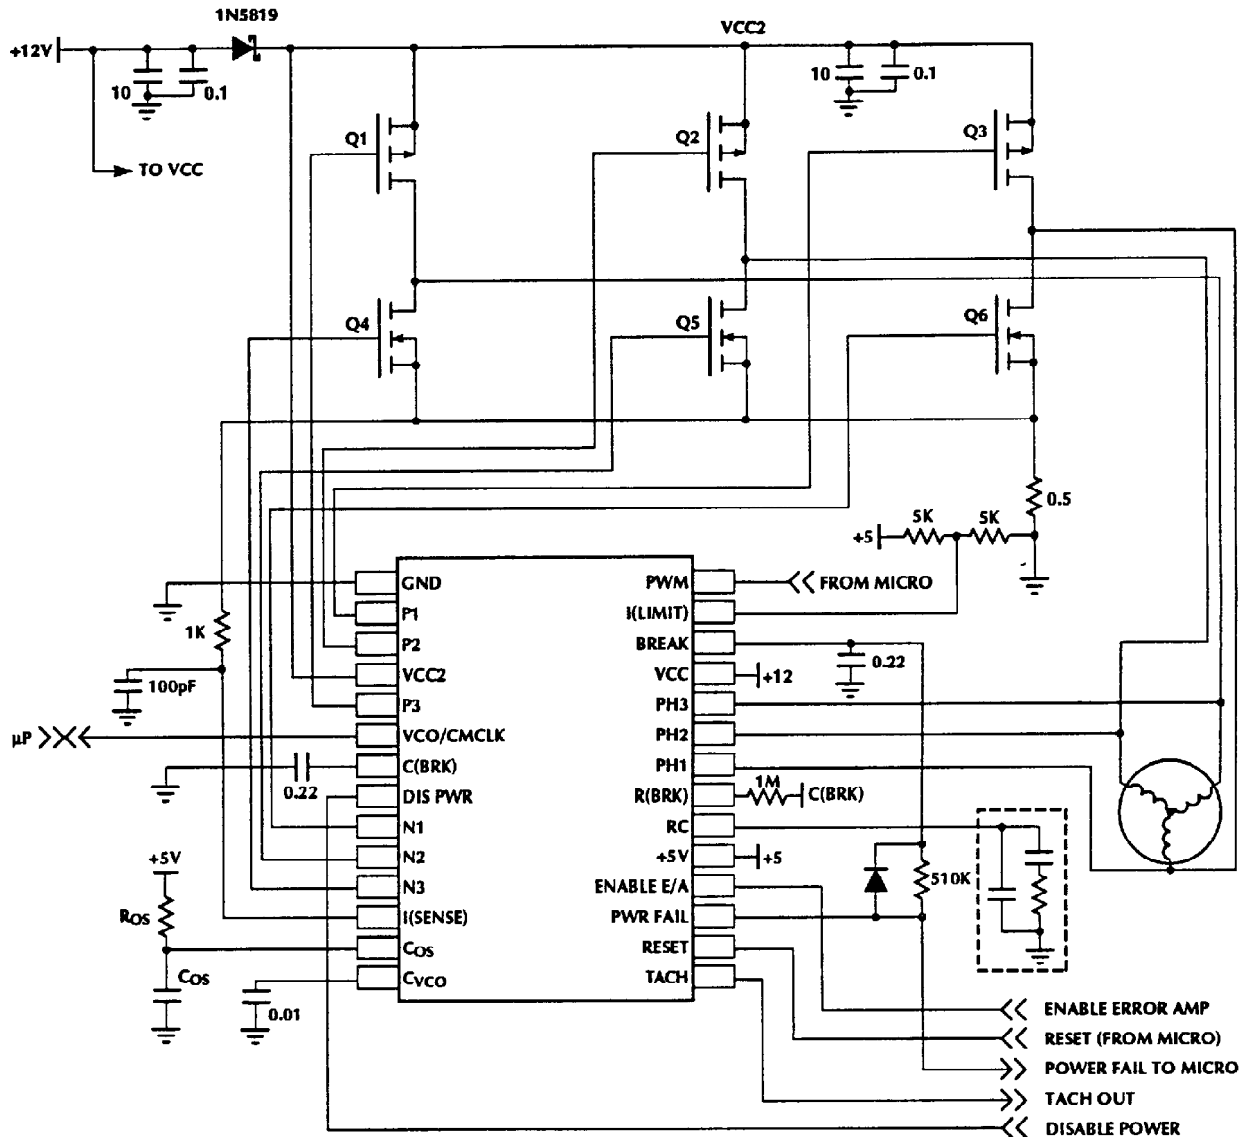 1N5819
+12V
VCC2
10
0.1
10
0.1
TO VCC
Q1
Q2
Q3
Q4
Q5
Q6
0.5
5K
5K
+5
GND
P1
P2
VCC2
P3
VCO/CMCLK
C(BRK)
DIS PWR
N1
N2
N3
I(SENSE)
COS
CVCO
PWM
I(LIMIT)
BREAK
VCC
PH3
PH2
PH1
R(BRK)
RC
+5V
ENABLE E/A
PWR FAIL
RESET
TACH
FROM MICRO
1K
100pF
0.22
+12
µP
0.22
1M
C(BRK)
+5
510K
+5V
ROS
COS
0.01
ENABLE ERROR AMP
RESET (FROM MICRO)
POWER FAIL TO MICRO
TACH OUT
DISABLE POWER